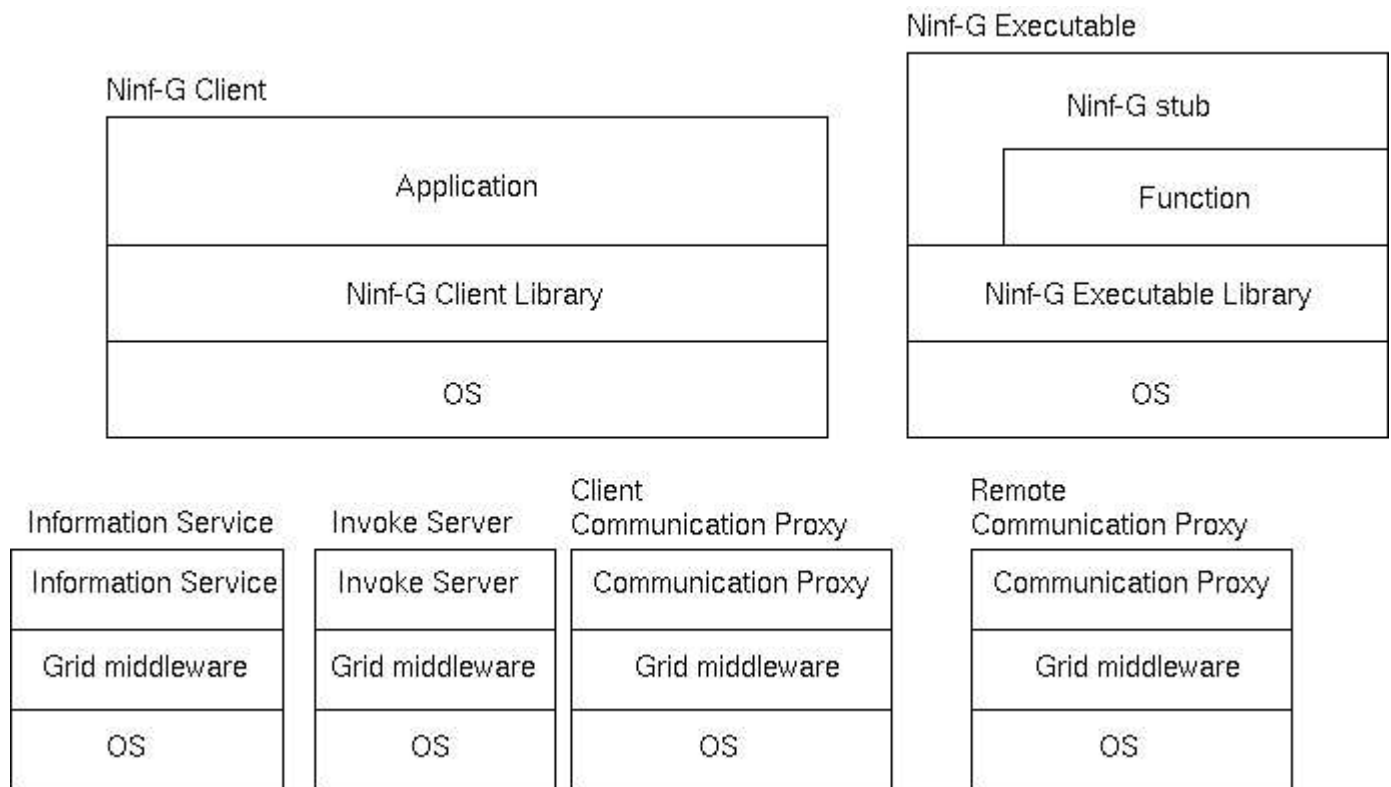 Ninf-G Executable
Ninf-G Client
Ninf-G stub
Application
Function
Ninf-G Client Library
Ninf-G Executable Library
OS
OS
Client
Communication Proxy
Remote
Communication Proxy
Information Service
Invoke Server
Information Service
Invoke Server
Communication Proxy
Communication Proxy
Grid middleware
Grid middleware
Grid middleware
Grid middleware
OS
OS
OS
OS